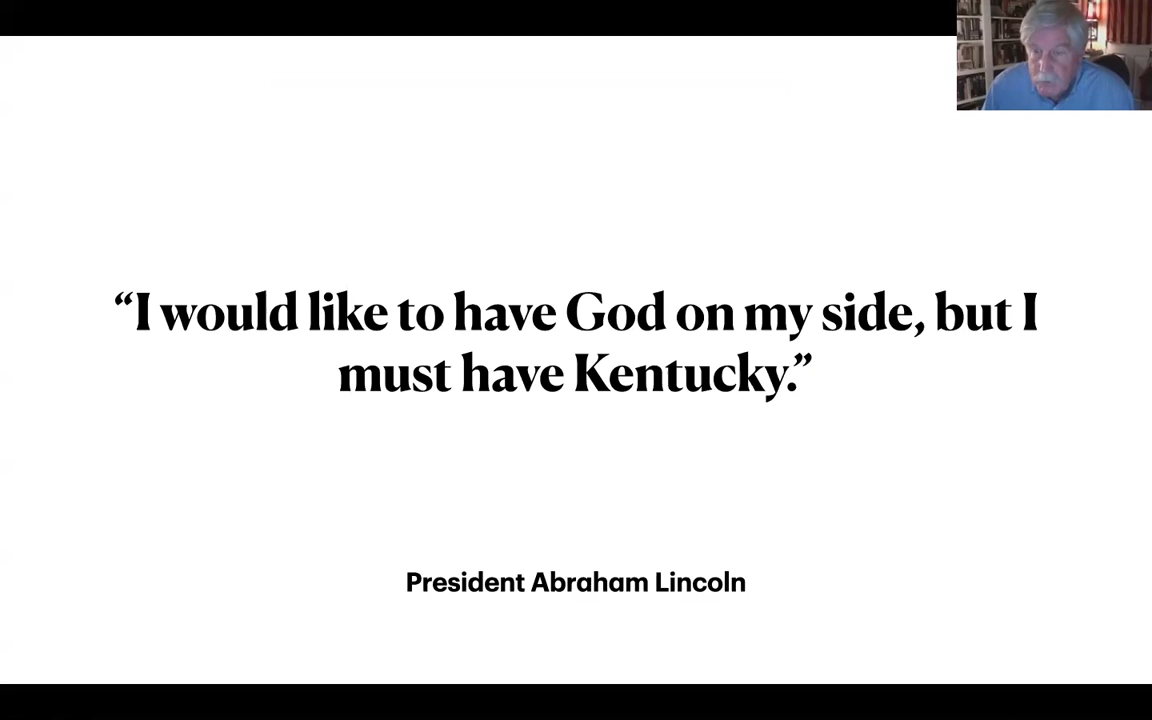 “I would like to have God on my side, but I
must have Kentucky.”
President Abraham Lincoln